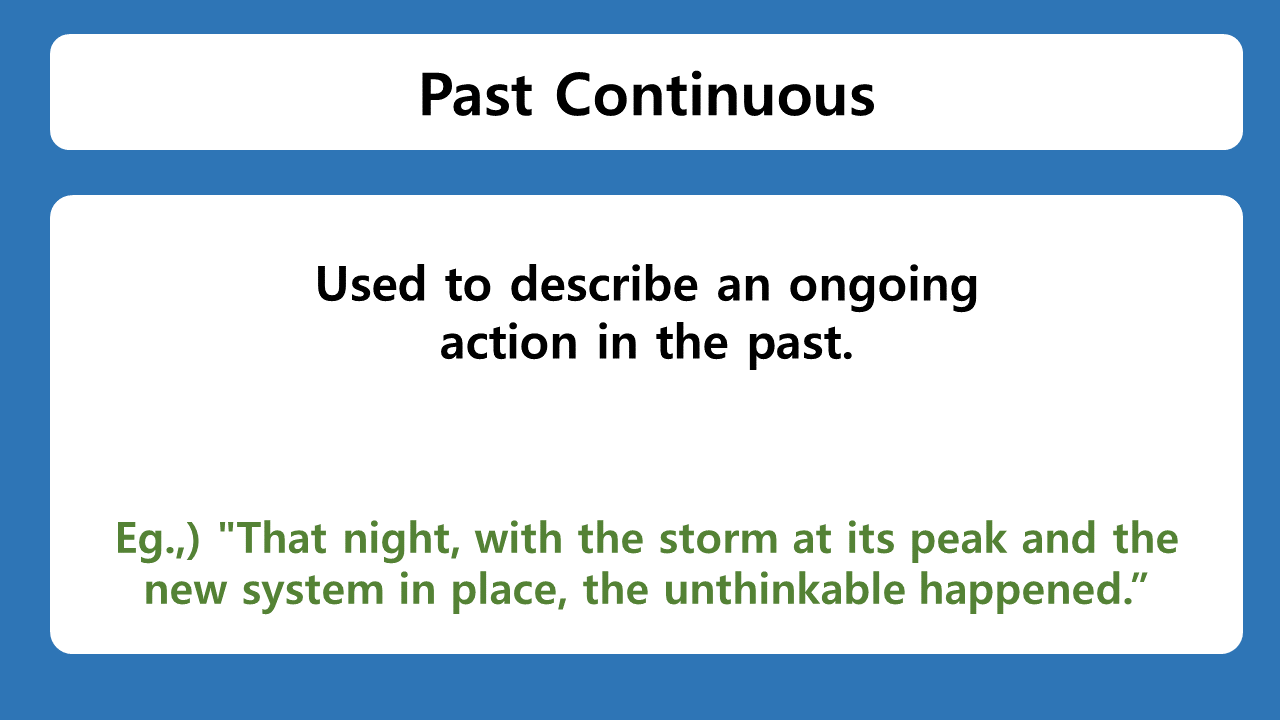 Past Continuous
Used to describe an ongoing
action in the past.
Eg.,) "That night, with the storm at its peak and the
new system in place, the unthinkable happened.”